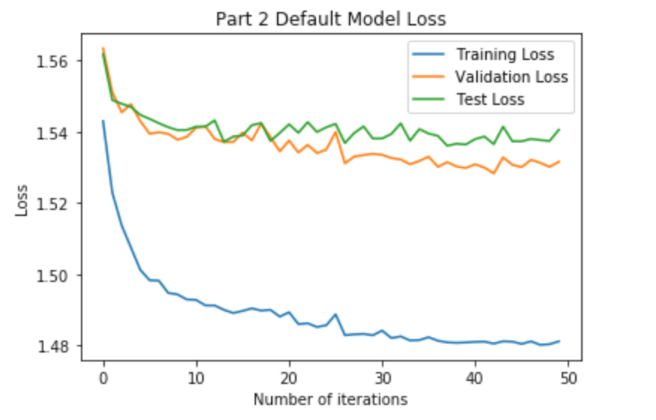 Part 2 Default Model Loss
1.56
1.54
1.52
1.50
1.48
Loss
Training Loss
Validation Loss
Test Loss
0 10 20 30 40 50
Number of iterations